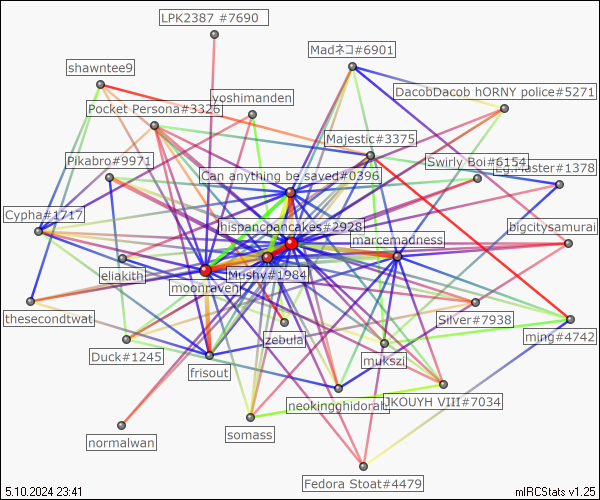 LPK2387 #7690
Madネコ#6901
shawntee9
DacobDacob hORNY police#5271
yoshimanden
Pocket Persona#3326
Majestic#3375
Pikabro#9971
Swirly Boi#6154
#1378
Can anything be saved#0396
Cypha#1717
hispancpancakes#2928
bigcitysamurai
marcemadness
eliakith
Mushy#1984
moonraven
thesecondtwat
Silver#7938
zebula
ming#4742
Duck#1245
mukszi
frisout
neokingghidorah
JKOUYH VIII#7034
somass
normalwan
Fedora Stoat#4479
5.10.2024 23:41
mIRCStats v1.25